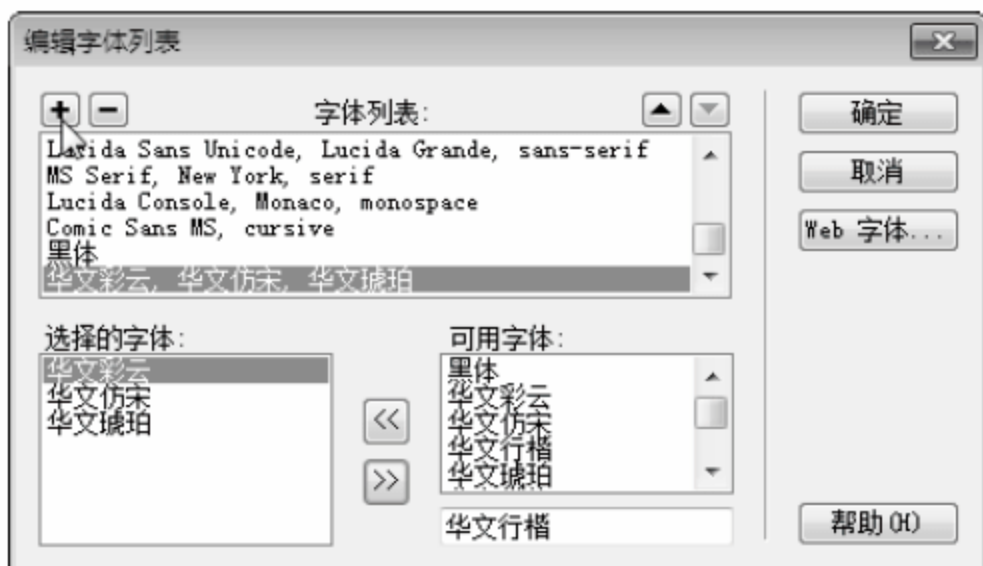 编辑字体列表
字体列表:
Lucida Sans Unicode, Lucida Grande, sans-serif
MS Serif, New York, serif
Lucida Console, Monaco, monospace
Comic Sans MS, cursive
黑体
华文彩云, 华文仿宋, 华文琥珀
选择的字体:
华文彩云
华文仿宋
华文琥珀
可用字体:
黑体
华文彩云
华文仿宋
华文行楷
华文琥珀
华文行楷
确定
取消
Web 字体...
帮助(H)